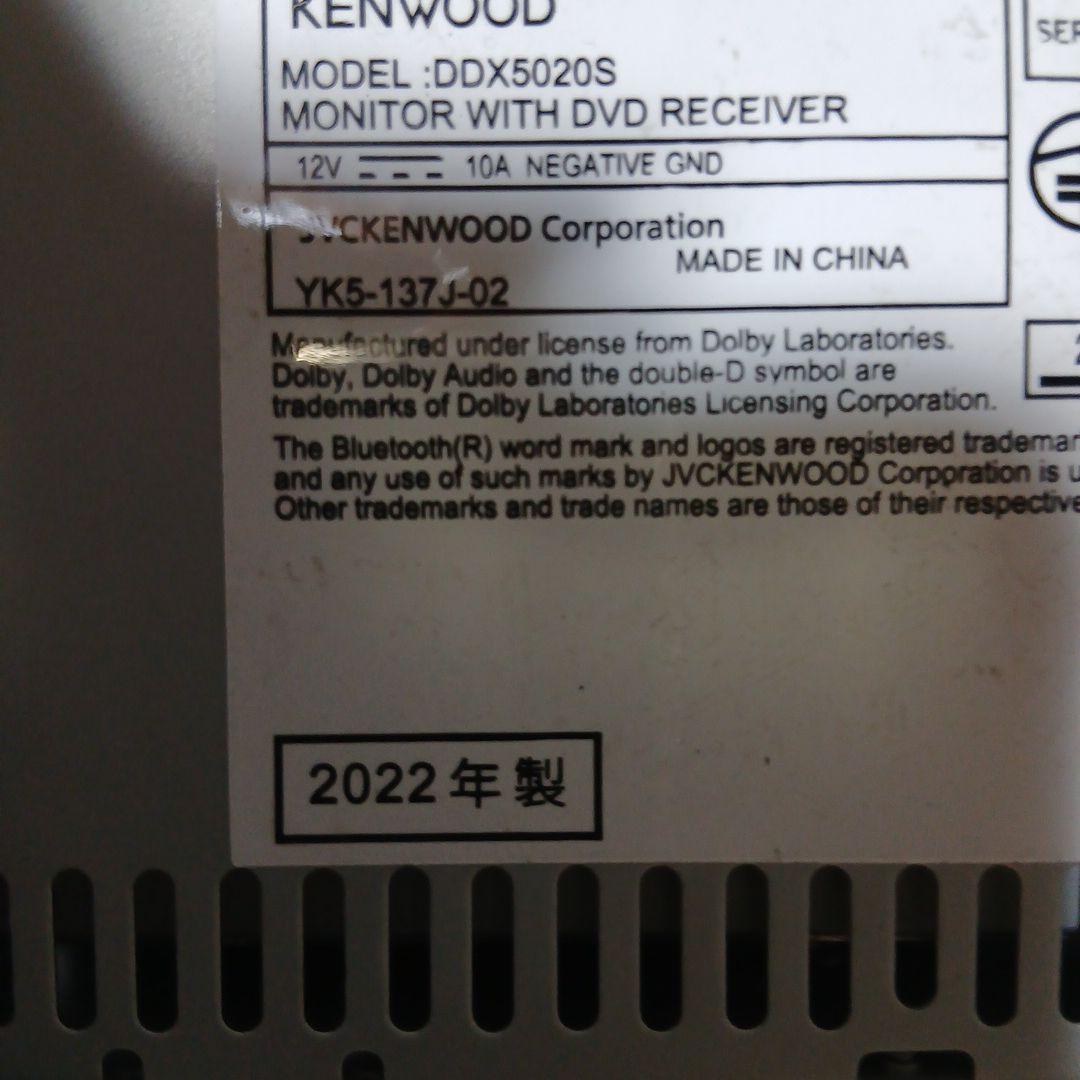 KENWOOD
MODEL :DDX5020S
MONITOR WITH DVD RECEIVER
12V 10A NEGATIVE GND
JVCKENWOOD Corporation
MADE IN CHINA
YK5-137J-02
Manufactured under license from Dolby Laboratories.
Dolby, Dolby Audio and the double-D symbol are
trademarks of Dolby Laboratories Licensing Corporation.
The Bluetooth(R) word mark and logos are registered
and any use of such marks by JVCKENWOOD Corporation is
Other trademarks and trade names are those of their respective
2022年製